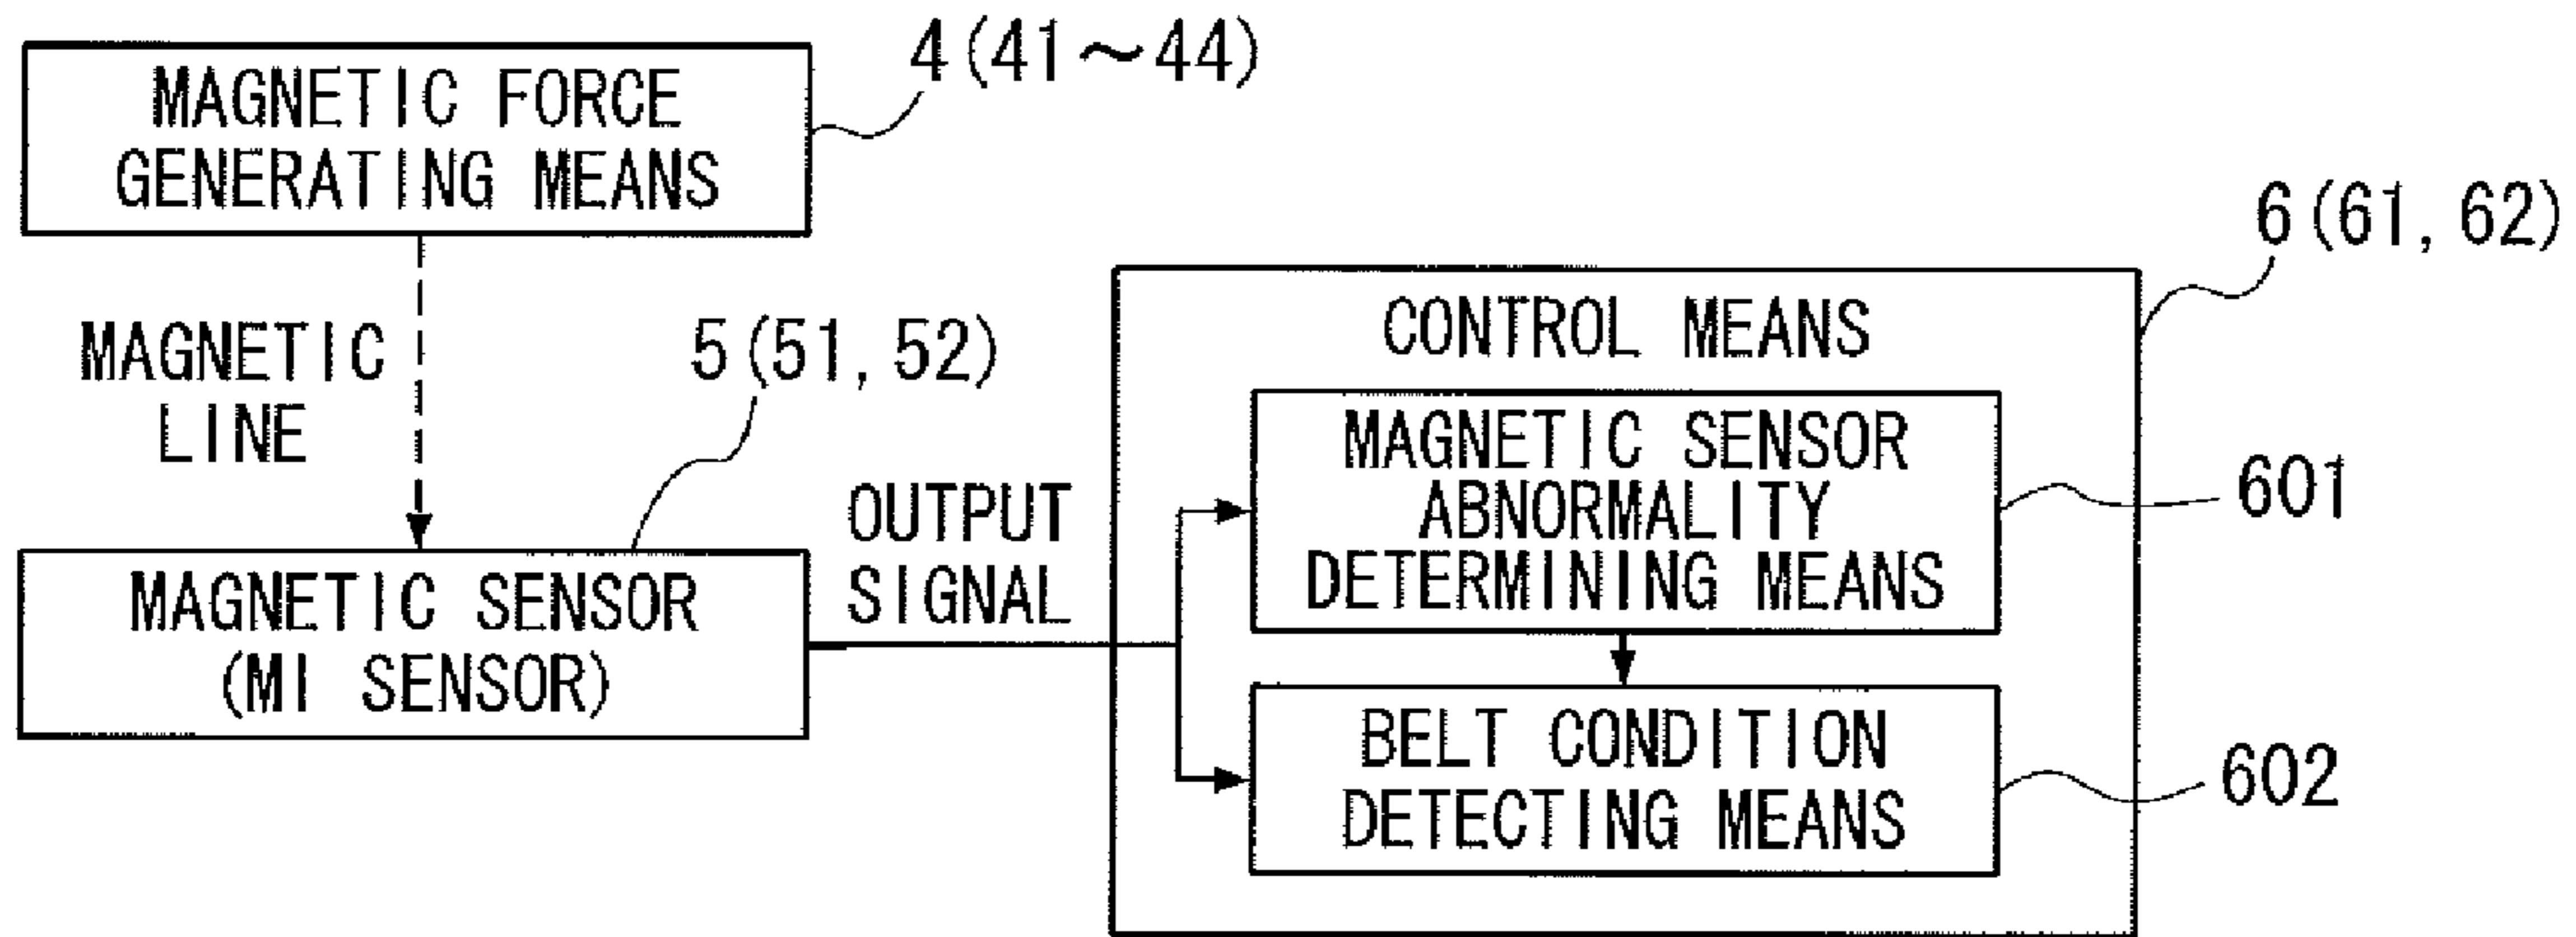 4(41～44)
MAGNETIC FORCE
GENERATING MEANS
6(61,62)
MAGNETIC
LINE
5(51,52)
CONTROL MEANS
OUTPUT
SIGNAL
MAGNETIC SENSOR
ABNORMALITY
DETERMINING MEANS
601
MAGNETIC SENSOR
(MI SENSOR)
BELT CONDITION
DETECTING MEANS
602